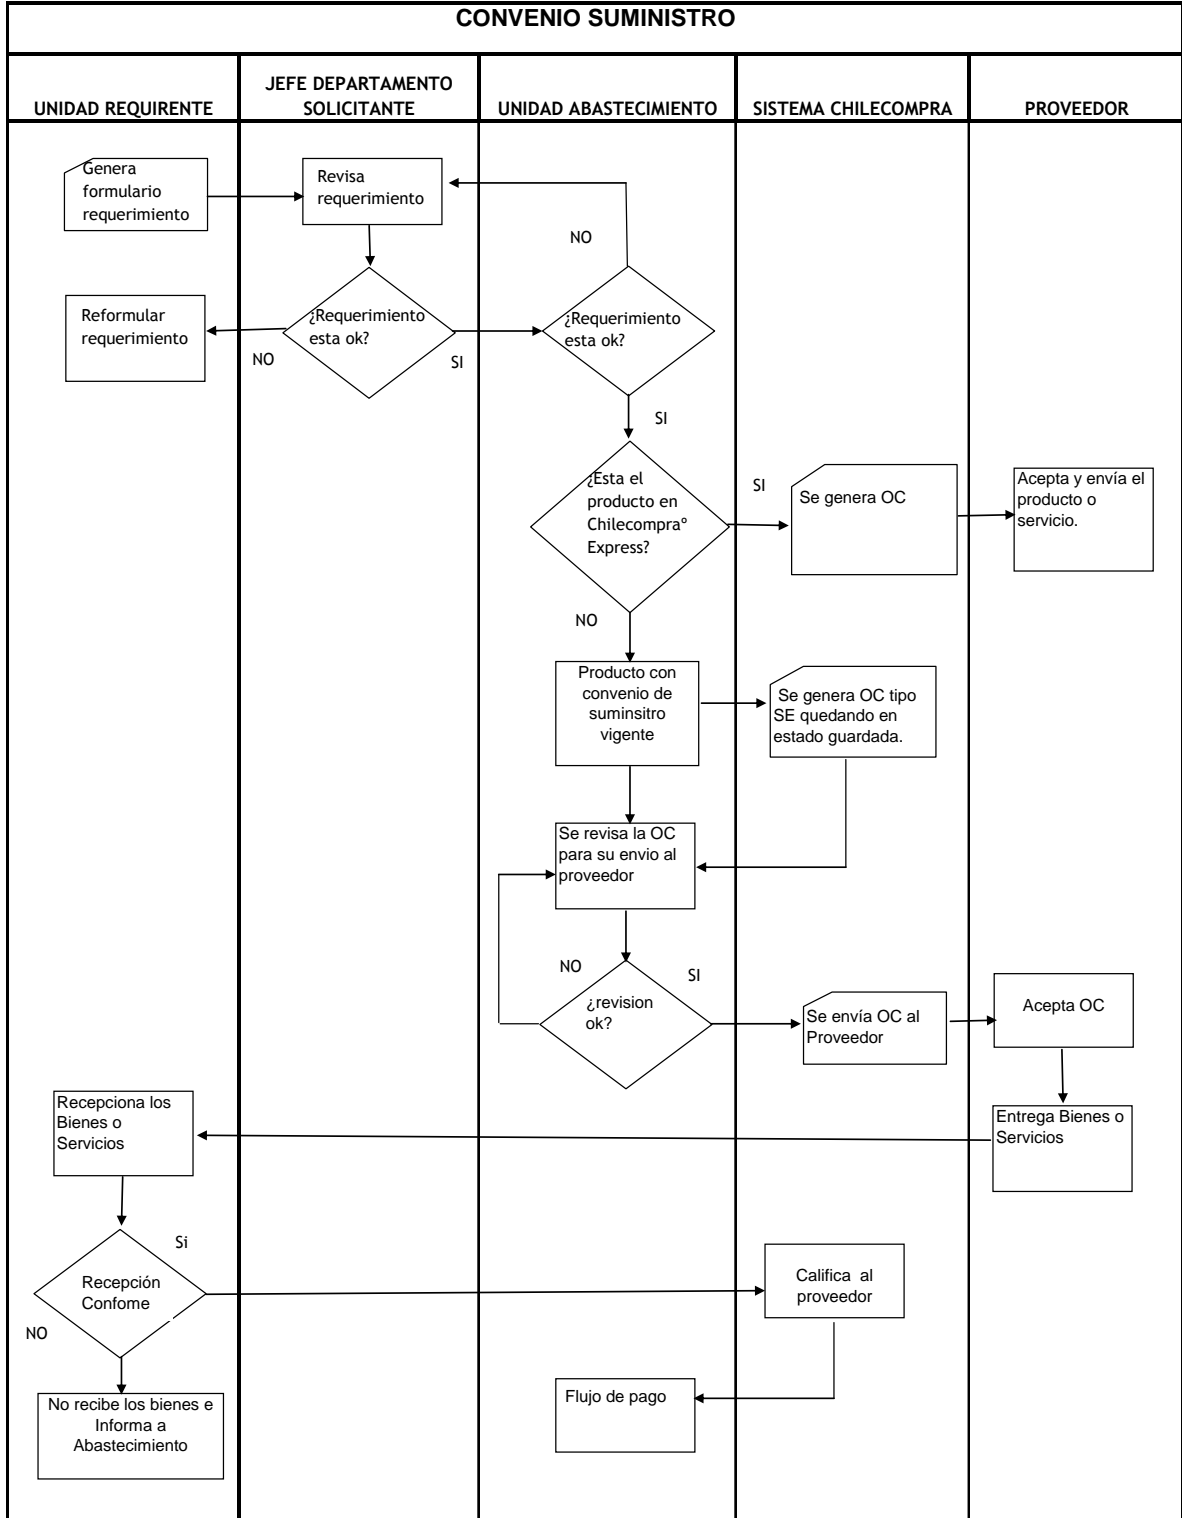 CONVENIO SUMINISTRO
UNIDAD REQUIRENTE
JEFE DEPARTAMENTO
SOLICITANTE
UNIDAD ABASTECIMIENTO
SISTEMA CHILECOMPRA
PROVEEDOR
Genera
formulario
requerimiento
Revisa
requerimiento
NO
Reformular
requerimiento
¿Requerimiento
esta ok?
NO
SI
¿Requerimiento
esta ok?
SI
¿Esta el
producto en
Chilecompraº
Express?
SI
NO
Se genera OC
Acepta y envía el
producto o
servicio.
Producto con
convenio de
suminsitro
vigente
Se genera OC tipo
SE quedando en
estado guardada.
Se revisa la OC
para su envio al
proveedor
NO
SI
¿revision
ok?
Se envía OC al
Proveedor
Acepta OC
Recepciona los
Bienes o
Servicios
Entrega Bienes o
Servicios
Si
Recepción
Confome
NO
Califica al
proveedor
No recibe los bienes e
Informa a
Abastecimiento
Flujo de pago